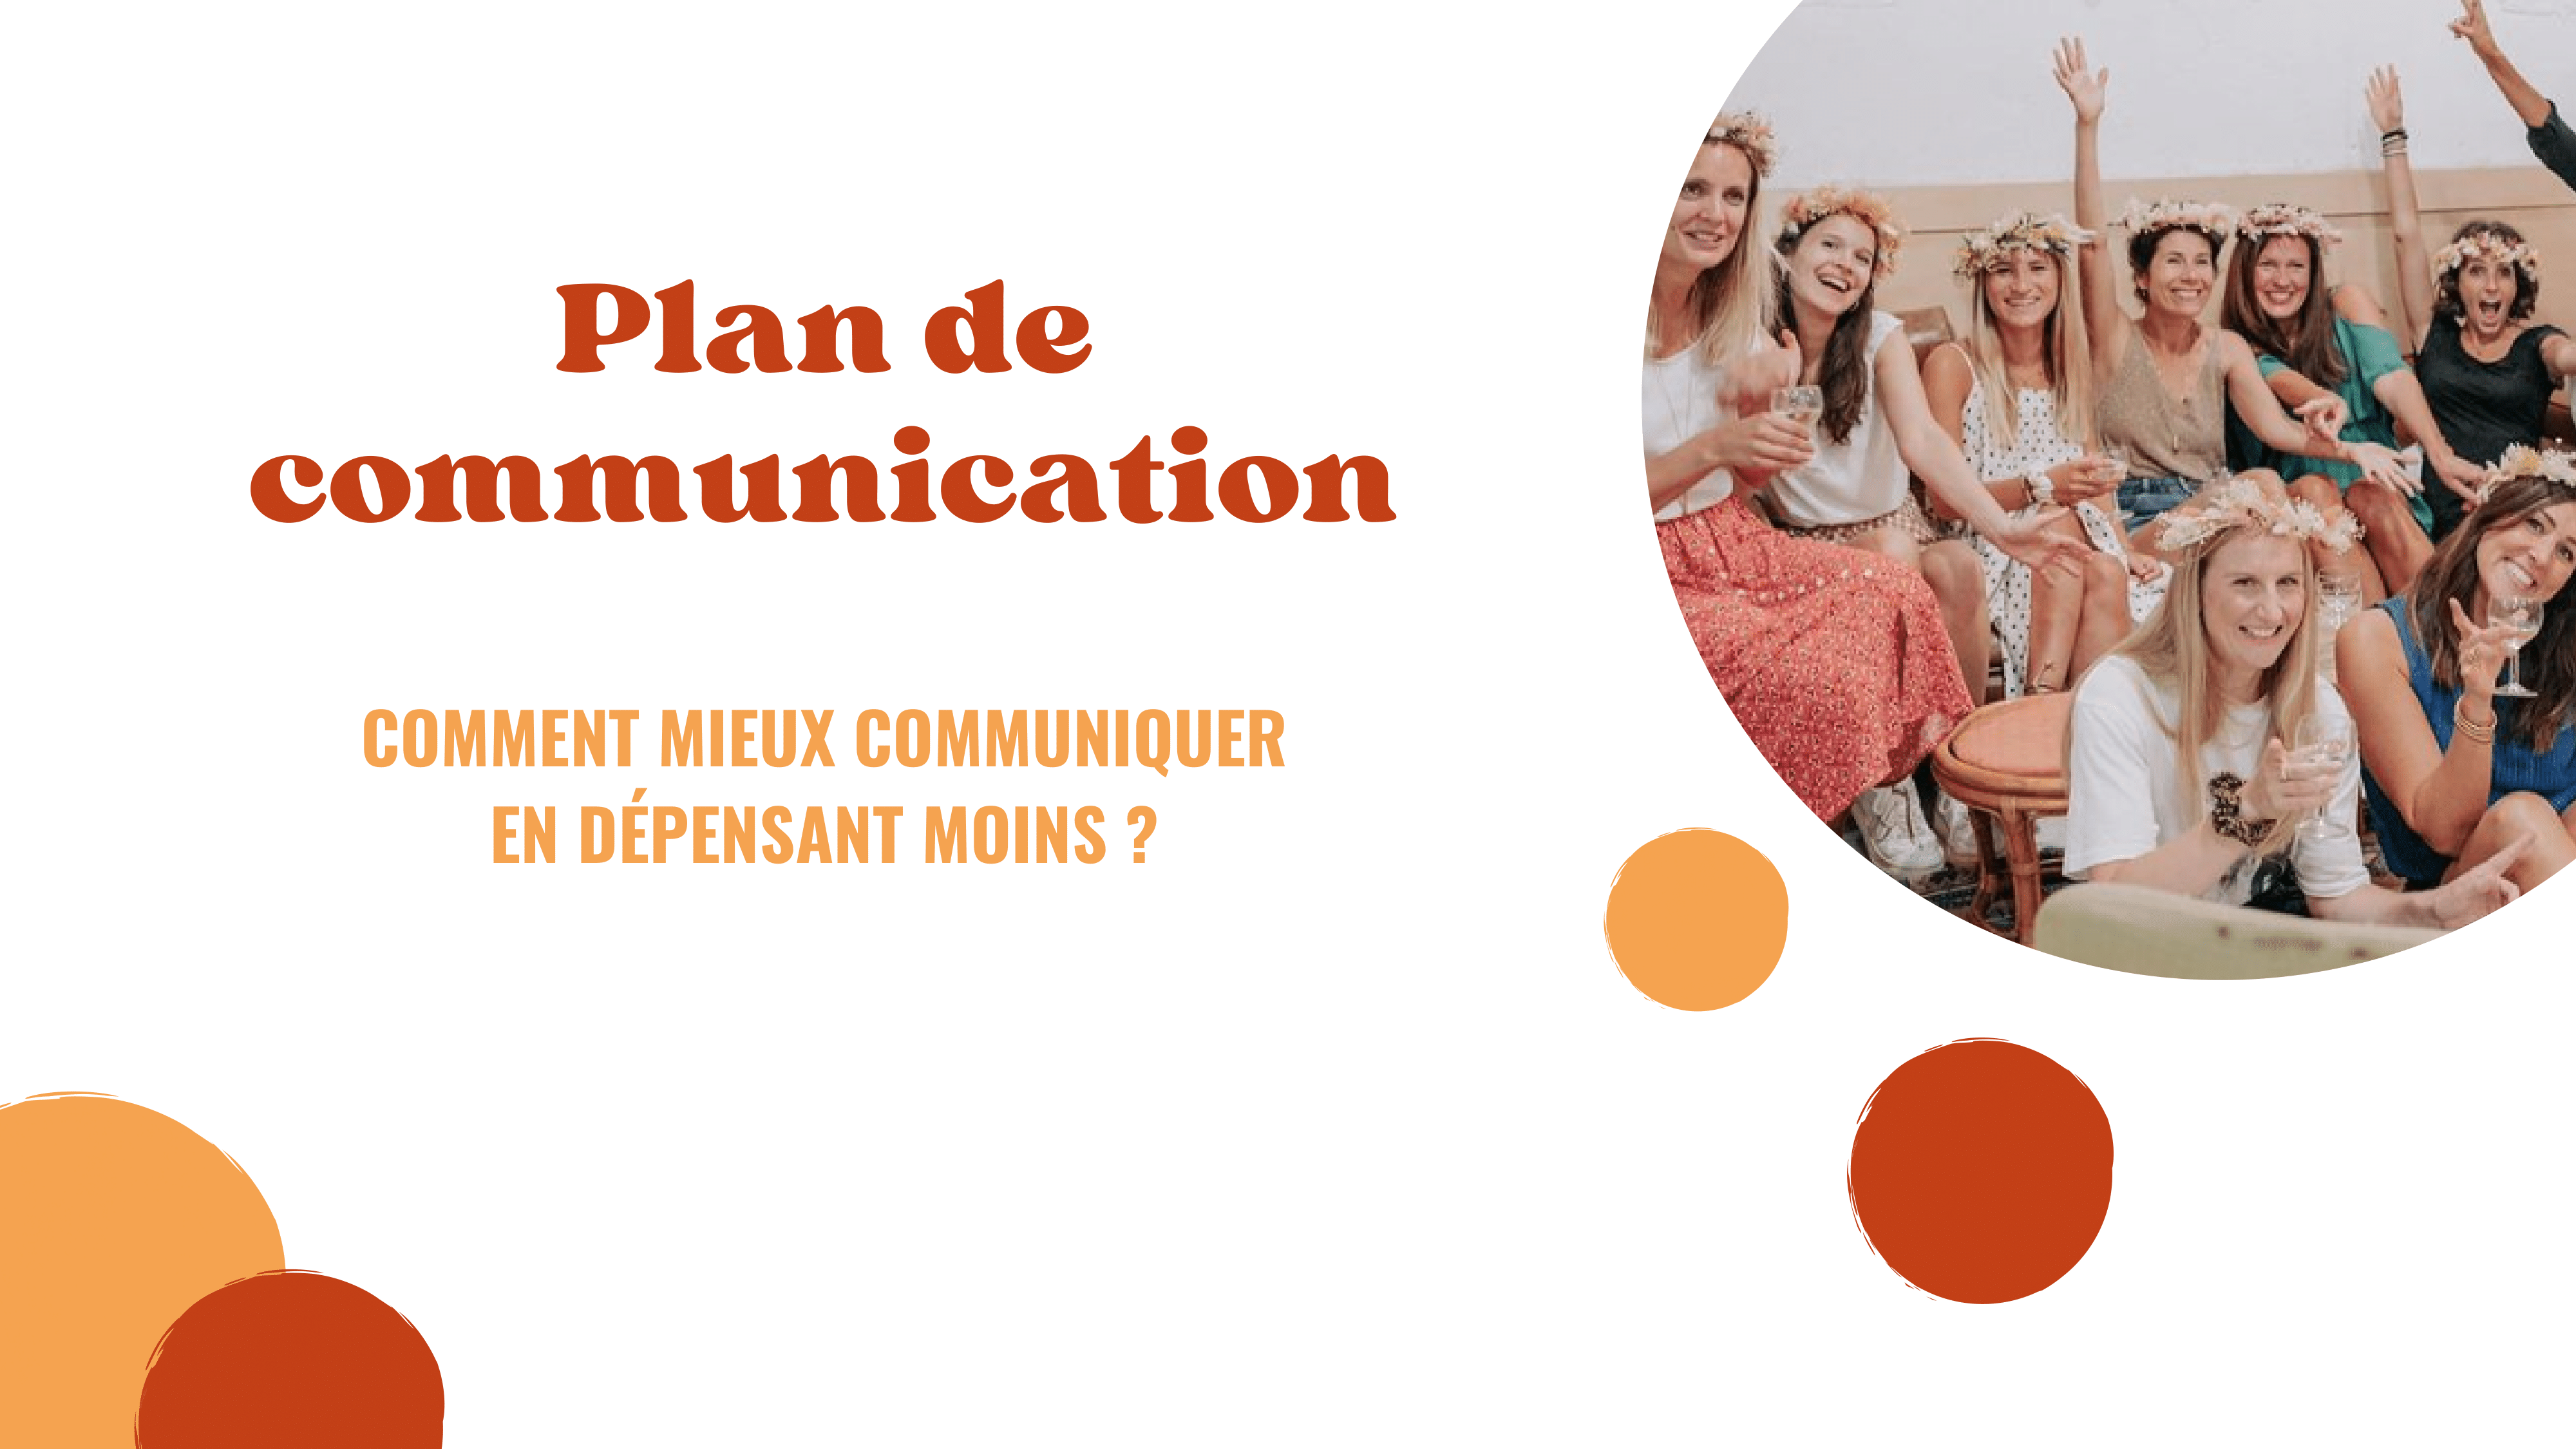 Plan de
communication
COMMENT MIEUX COMMUNIQUER
EN DÉPENSANT MOINS ?